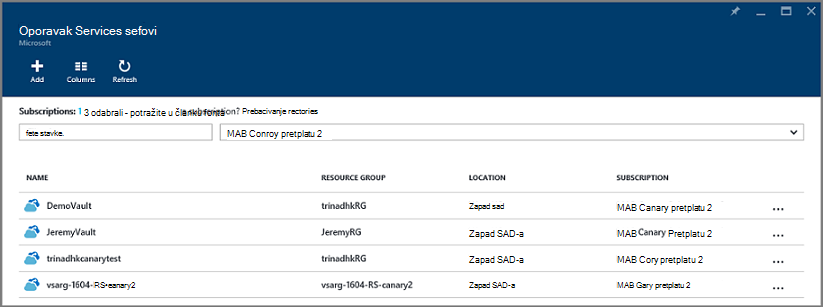 Oporavak Services sefovi
Microsoft
Add Columns Refresh
Subscriptions: 1 3 odabrali - potražite u članku fonta subscription? Prebacivanje rectories
fete stavke. MAB Conroy pretplatu 2
NAME RESOURCE GROUP LOCATION SUBSCRIPTION
DemoVault trinadhkRG Zapad sad MAB Canary pretplatu 2 ...
JeremyVault JeremyRG Zapad SAD-a MAB Canary Pretplatu 2 ...
trinadhkcanarytest trinadhkRG Zapad SAD-a MAB Cory pretplatu 2 ...
vsarg-1604-RS-eanary2 vsarg-1604-RS-canary2 Zapad SAD-a MAB Gary pretplatu 2 ...